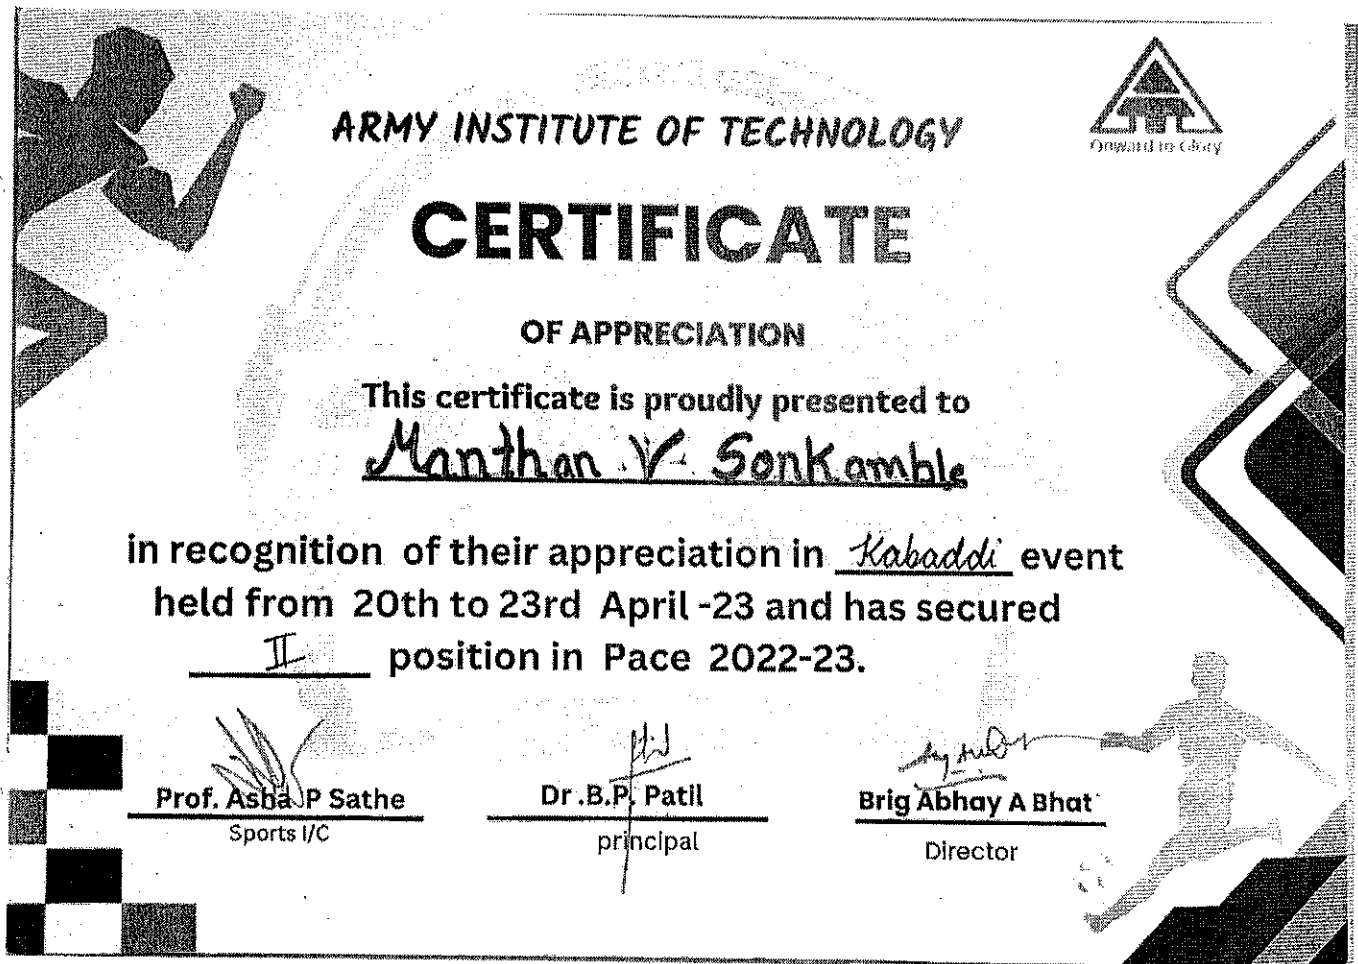 Onward to Glory
ARMY INSTITUTE OF TECHNOLOGY
CERTIFICATE
OF APPRECIATION
This certificate is proudly presented to
Manthan V. Sonkamble
in recognition of their appreciation in Kabaddi event
held from 20th to 23rd April -23 and has secured
II position in Pace 2022-23.
Prof. Asha P Sathe
Sports I/C
Dr .B.P. Patil
principal
Brig Abhay A Bhat
Director